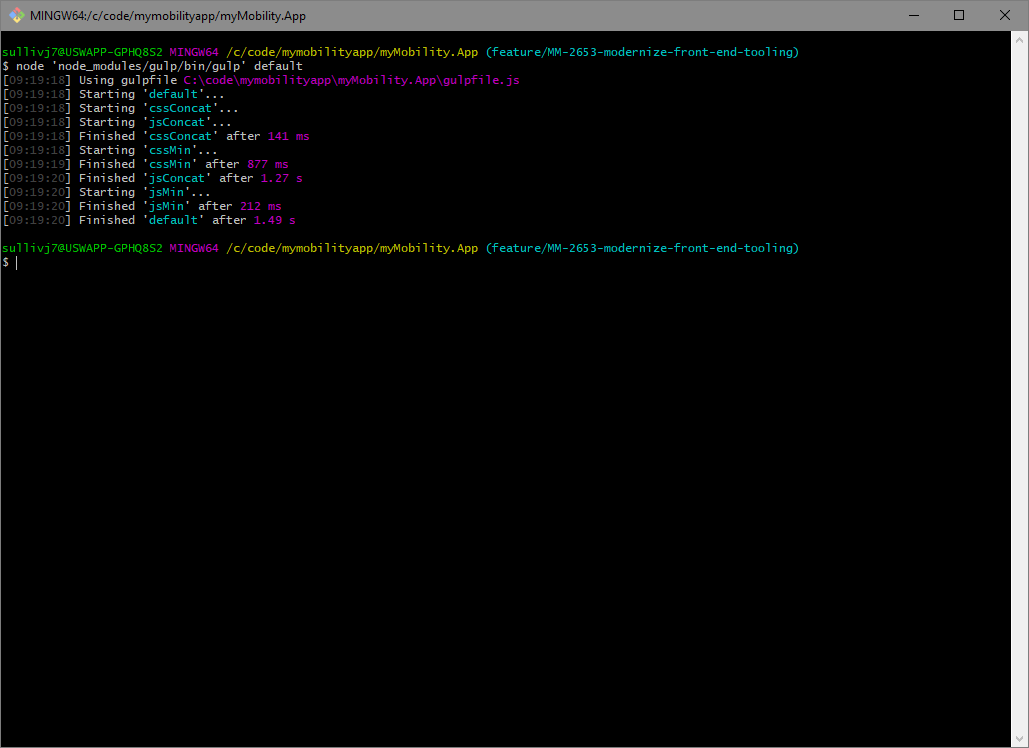 MINGW64:/c/code/mymobilityapp/myMobility.App
sullivj7@USWAPP-GPHQ8S2 MINGW64 /c/code/mymobilityapp/myMobility.App (feature/MM-2653-modernize-front-end-tooling)
$ node 'node_modules/gulp/bin/gulp' default
[09:19:18] Using gulpfile C:\code\mymobilityapp\myMobility.App\gulpfile.js
[09:19:18] Starting 'default'...
[09:19:18] Starting 'cssConcat'...
[09:19:18] Starting 'jsConcat'...
[09:19:18] Finished 'cssConcat' after 141 ms
[09:19:18] Starting 'cssMin'...
[09:19:19] Finished 'cssMin' after 877 ms
[09:19:20] Finished 'jsConcat' after 1.27 s
[09:19:20] Starting 'jsMin'...
[09:19:20] Finished 'jsMin' after 212 ms
[09:19:20] Finished 'default' after 1.49 s
sullivj7@USWAPP-GPHQ8S2 MINGW64 /c/code/mymobilityapp/myMobility.App (feature/MM-2653-modernize-front-end-tooling)
$